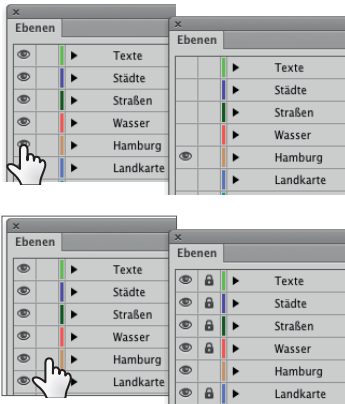 Ebenen
Texte
Städte
Straßen
Wasser
Hamburg
Landkarte
Ebenen
Texte
Städte
Straßen
Wasser
Hamburg
Landkarte
Ebenen
Texte
Städte
Straßen
Wasser
Hamburg
Landkarte
Ebenen
Texte
Städte
Straßen
Wasser
Hamburg
Landkarte